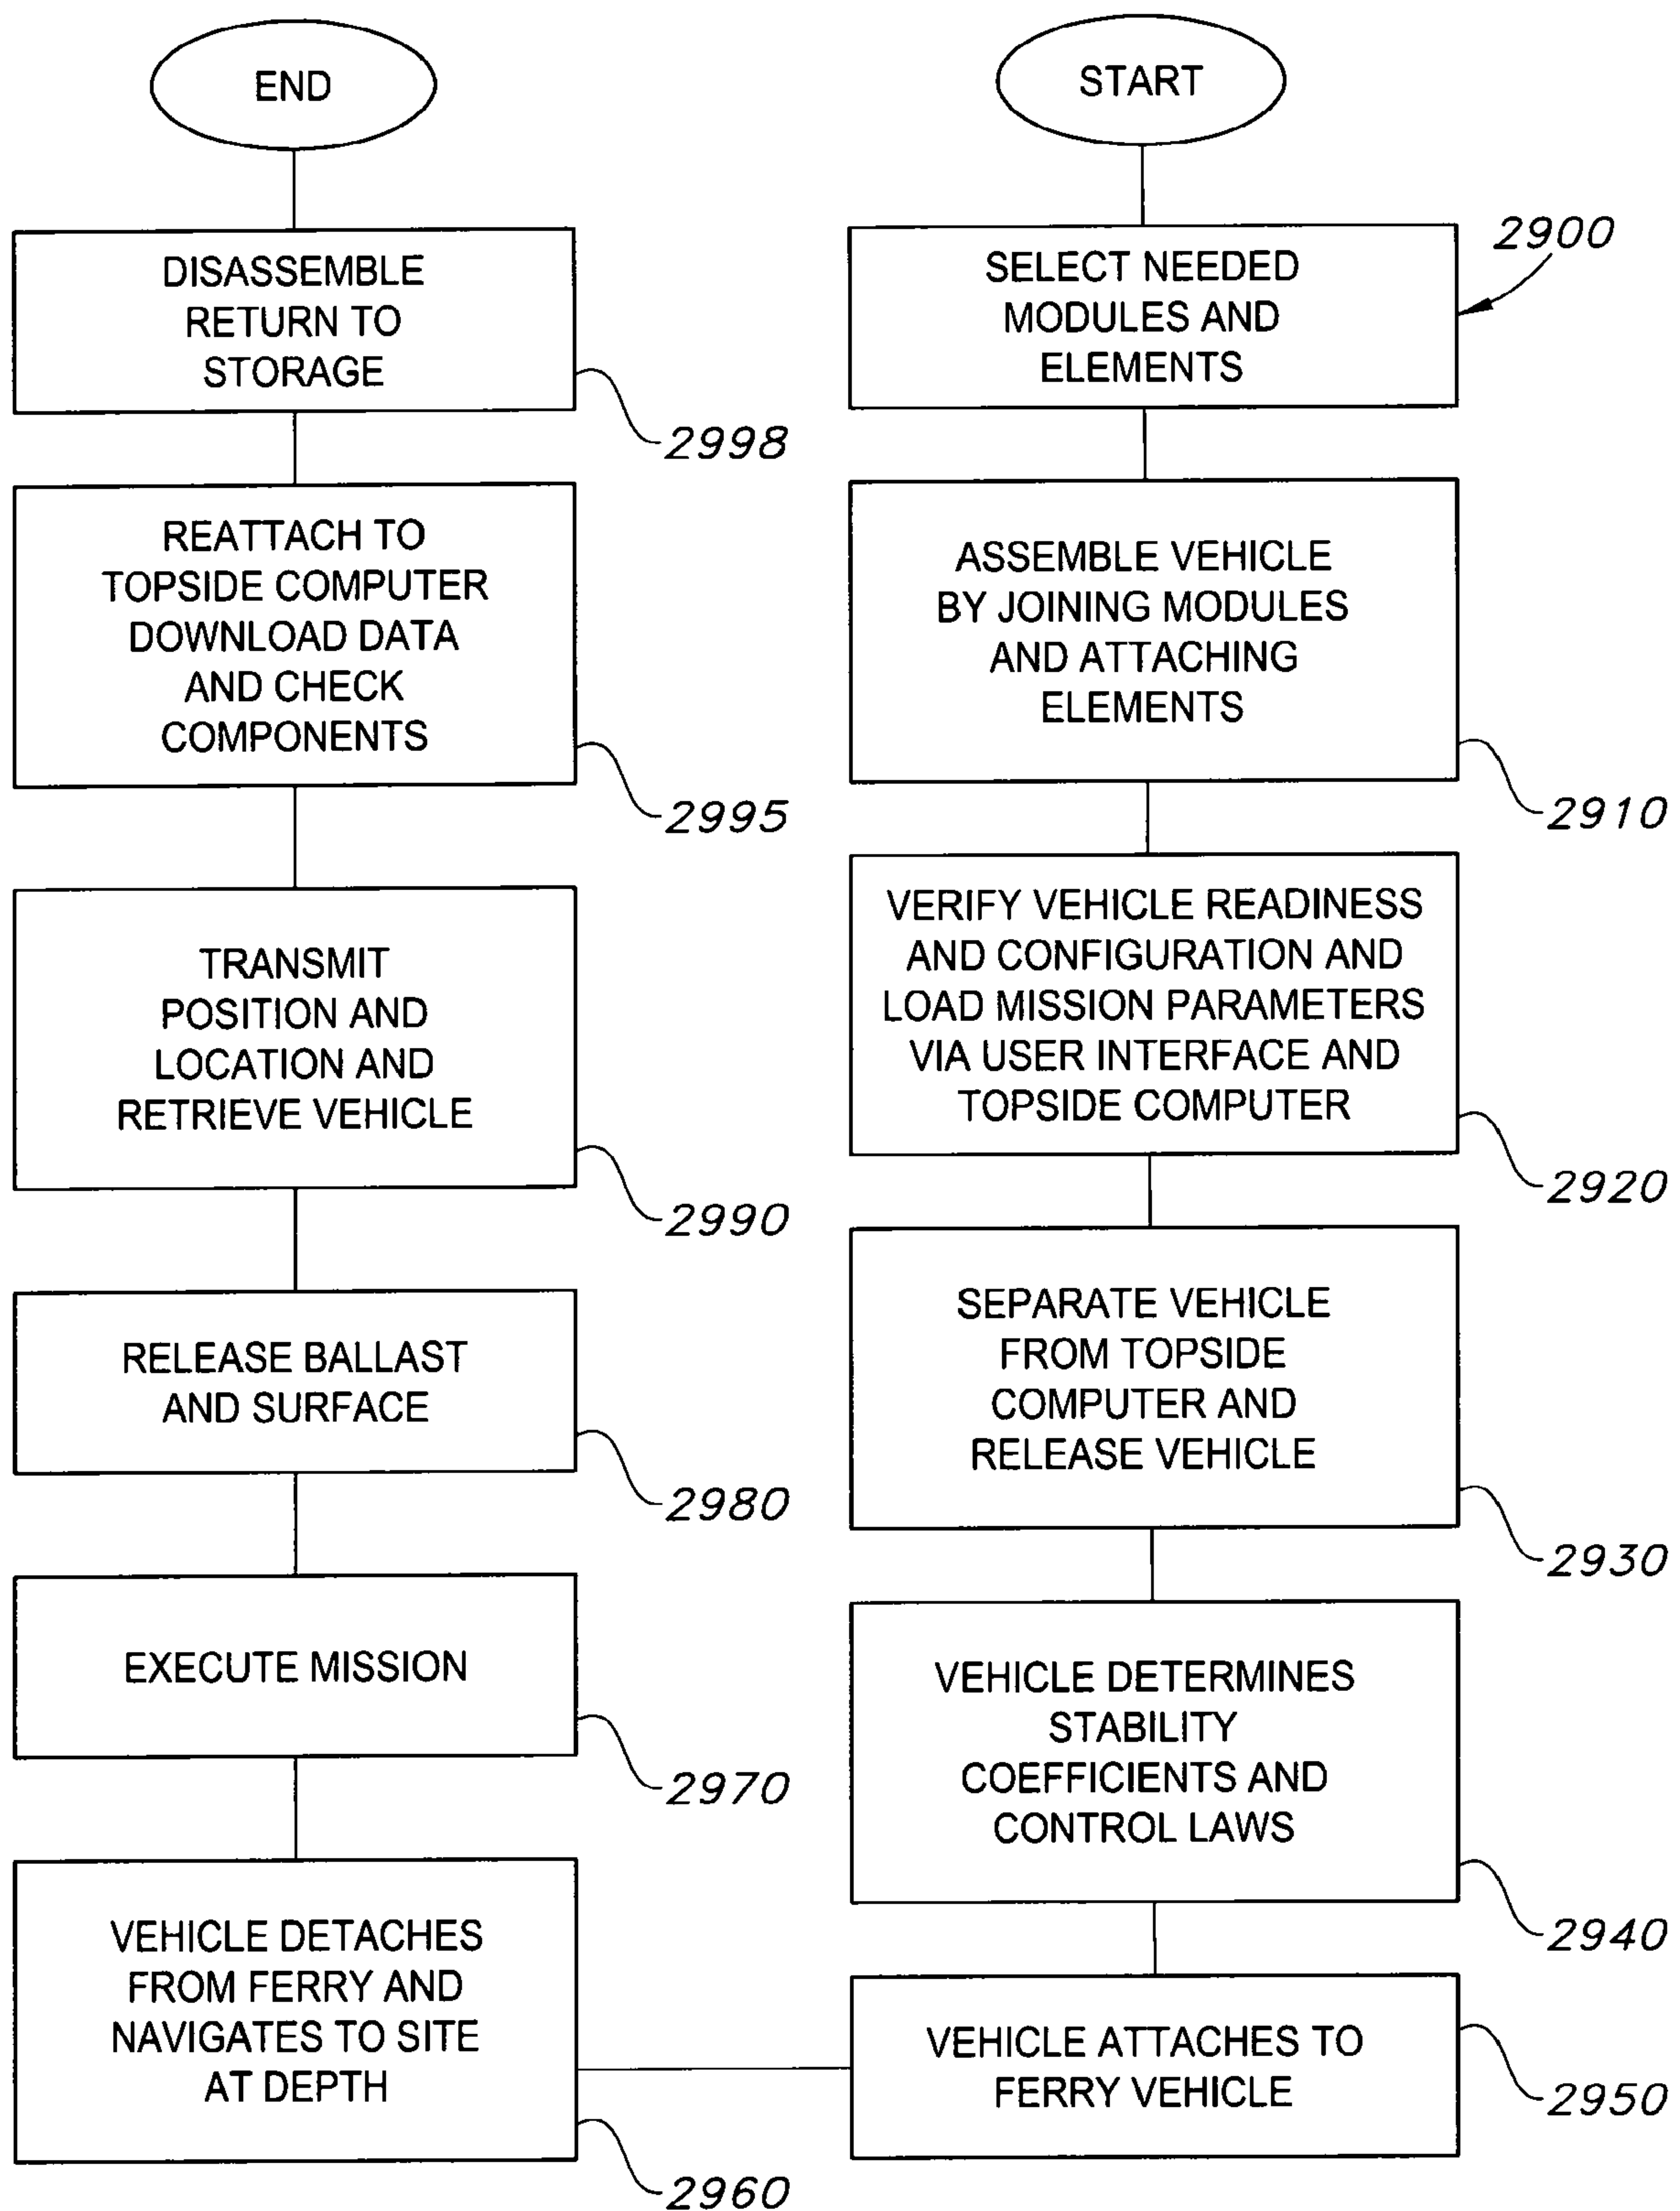 START
SELECT NEEDED
MODULES AND
ELEMENTS
2900
ASSEMBLE VEHICLE
BY JOINING MODULES
AND ATTACHING
ELEMENTS
2910
VERIFY VEHICLE READINESS
AND CONFIGURATION AND
LOAD MISSION PARAMETERS
VIA USER INTERFACE AND
TOPSIDE COMPUTER
2920
SEPARATE VEHICLE
FROM TOPSIDE
COMPUTER AND
RELEASE VEHICLE
2930
VEHICLE DETERMINES
STABILITY
COEFFICIENTS AND
CONTROL LAWS
2940
VEHICLE ATTACHES TO
FERRY VEHICLE
2950
VEHICLE DETACHES
FROM FERRY AND
NAVIGATES TO SITE
AT DEPTH
2960
EXECUTE MISSION
2970
RELEASE BALLAST
AND SURFACE
2980
TRANSMIT
POSITION AND
LOCATION AND
RETRIEVE VEHICLE
2990
REATTACH TO
TOPSIDE COMPUTER
DOWNLOAD DATA
AND CHECK
COMPONENTS
2995
DISASSEMBLE
RETURN TO
STORAGE
2998
END